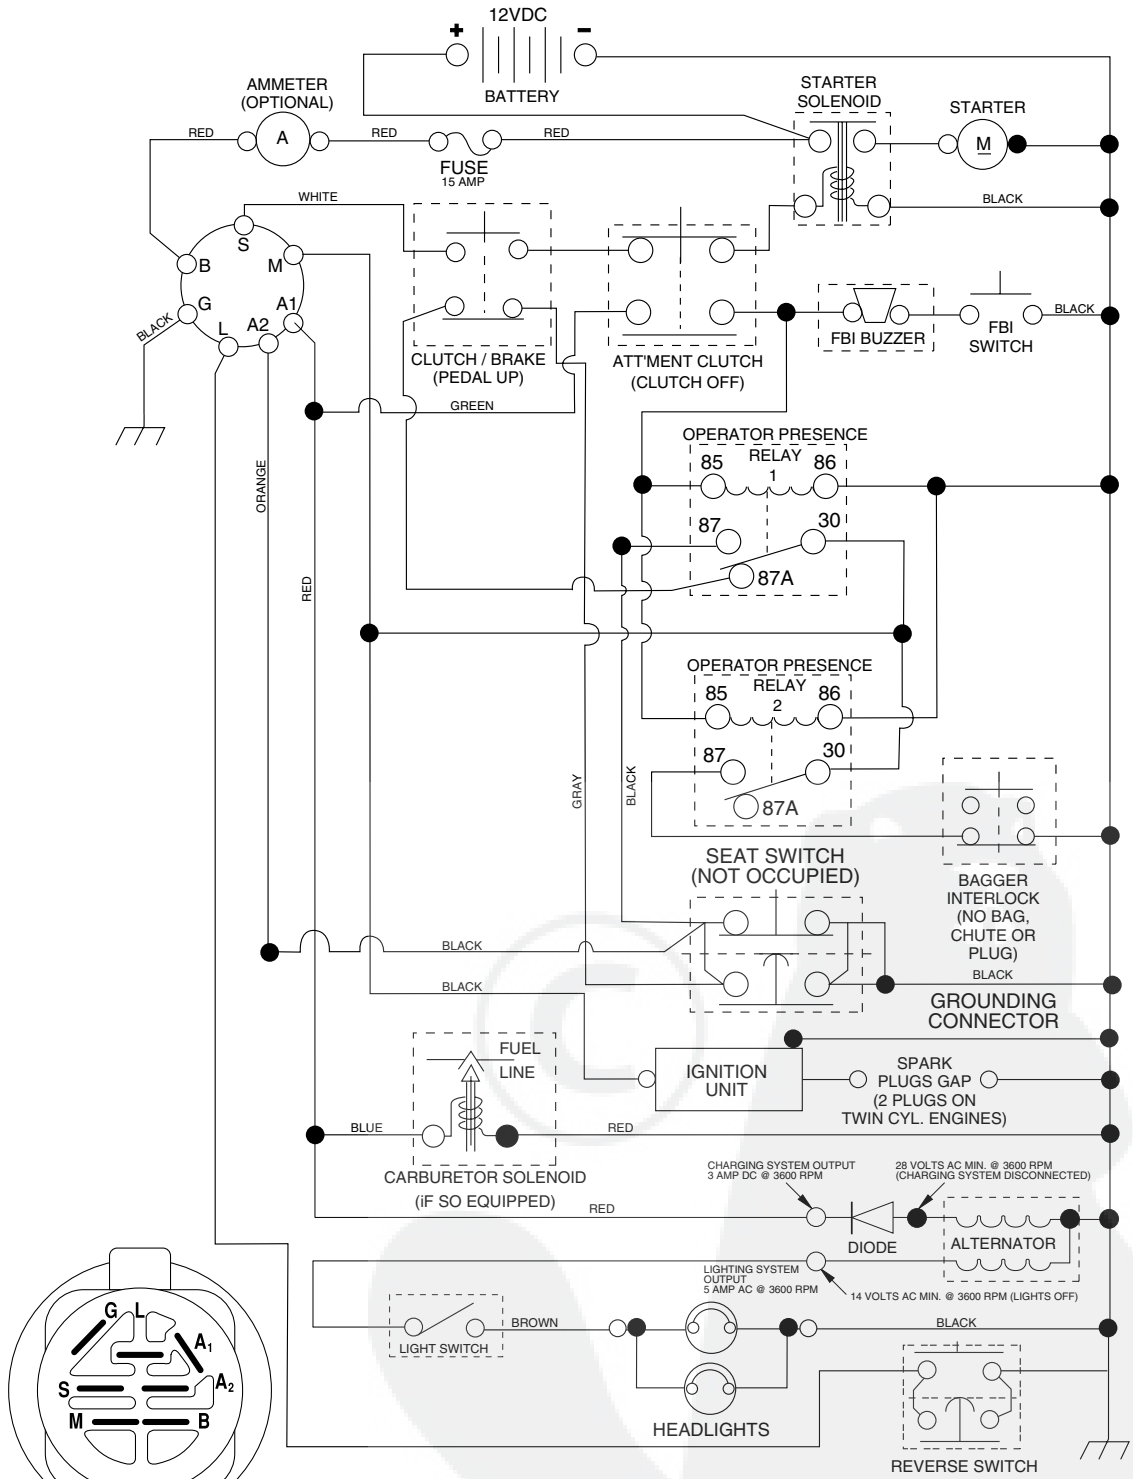 12VDC
+
−
BATTERY
AMMETER
(OPTIONAL)
STARTER
SOLENOID
STARTER
RED
A
RED
FUSE
15 AMP
RED
M
WHITE
BLACK
S
B
M
G
A1
L
A2
BLACK
CLUTCH / BRAKE
(PEDAL UP)
ATT'MENT CLUTCH
(CLUTCH OFF)
FBI BUZZER
FBI
SWITCH
BLACK
GREEN
OPERATOR PRESENCE
RELAY
1
85
86
87
30
87A
ORANGE
RED
OPERATOR PRESENCE
RELAY
2
85
86
87
30
87A
GRAY
BLACK
SEAT SWITCH
(NOT OCCUPIED)
BAGGER
INTERLOCK
(NO BAG,
CHUTE OR
PLUG)
BLACK
BLACK
BLACK
GROUNDING
CONNECTOR
©
FUEL
LINE
IGNITION
UNIT
SPARK
PLUGS GAP
(2 PLUGS ON
TWIN CYL. ENGINES)
BLUE
RED
CARBURETOR SOLENOID
(iF SO EQUIPPED)
CHARGING SYSTEM OUTPUT
3 AMP DC @ 3600 RPM
28 VOLTS AC MIN. @ 3600 RPM
(CHARGING SYSTEM DISCONNECTED)
RED
DIODE
ALTERNATOR
LIGHTING SYSTEM
OUTPUT
5 AMP AC @ 3600 RPM
14 VOLTS AC MIN. @ 3600 RPM (LIGHTS OFF)
LIGHT SWITCH
BROWN
BLACK
HEADLIGHTS
REVERSE SWITCH
G
L
A1
A2
S
M
B